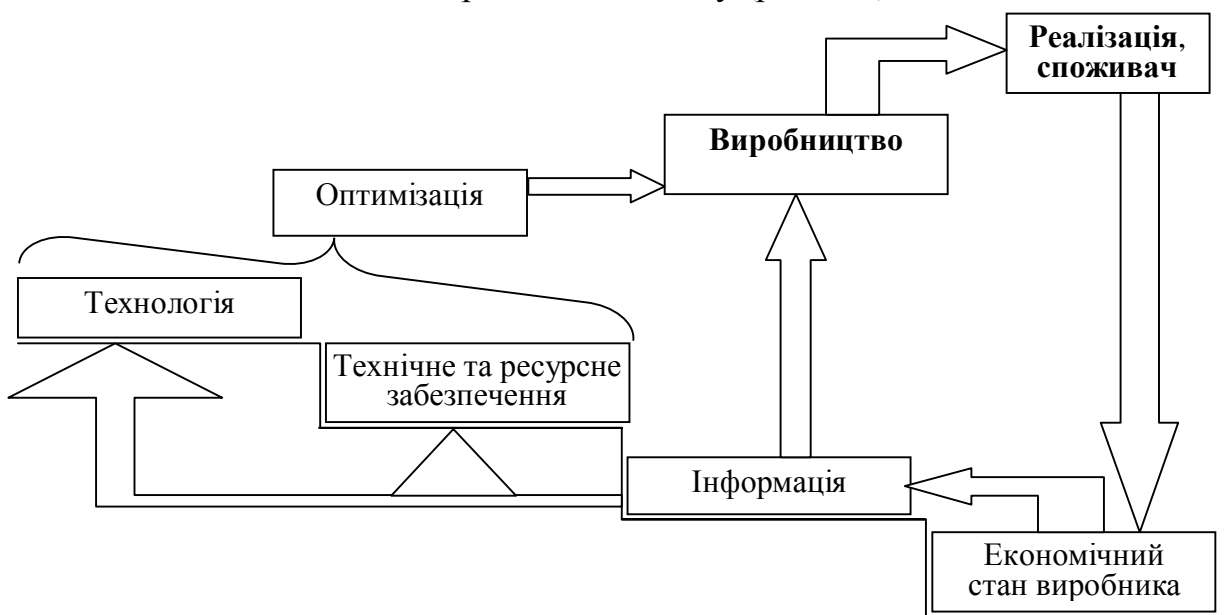 Реалізація,
споживач
Виробництво
Оптимізація
Технологія
Технічне та ресурсне
забезпечення
Інформація
Економічний
стан виробника